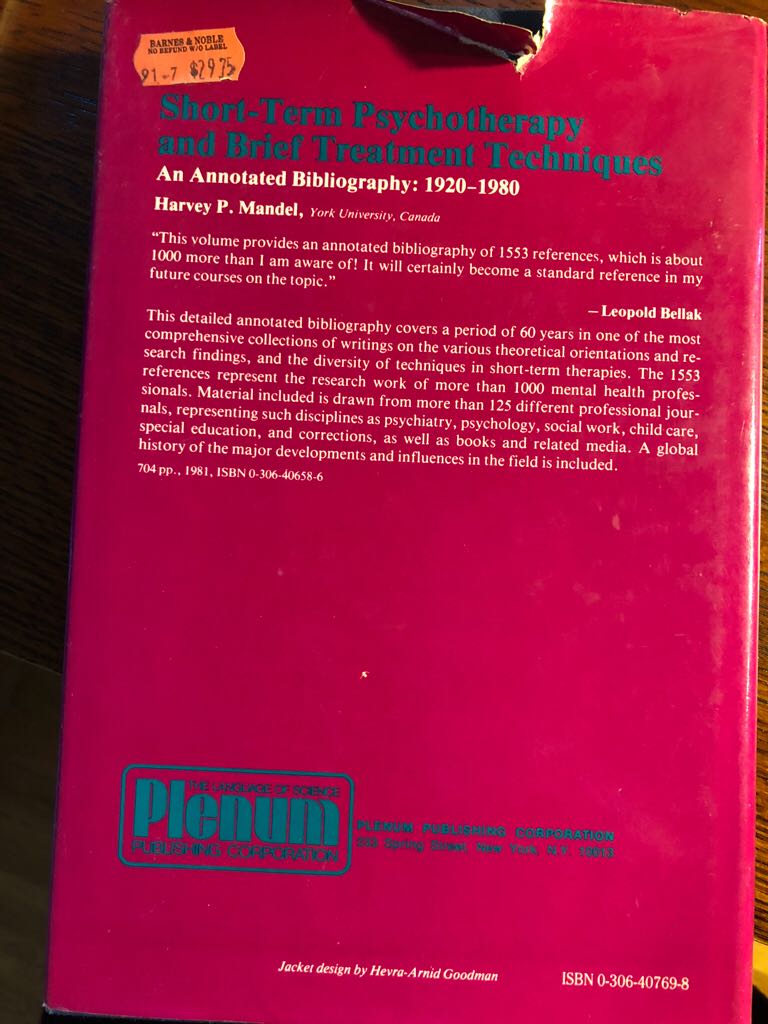 BARNES & NOBLE
NO REFUND W/O LABEL
91-7 $29.75
Short-Term Psychotherapy
and Brief Treatment Techniques
An Annotated Bibliography: 1920–1980
Harvey P. Mandel, York University, Canada
“This volume provides an annotated bibliography of 1553 references, which is about
1000 more than I am aware of! It will certainly become a standard reference in my
future courses on the topic.”
—Leopold Bellak
This detailed annotated bibliography covers a period of 60 years in one of the most
comprehensive collections of writings on the various theoretical orientations and re-
search findings, and the diversity of techniques in short-term therapies. The 1553
references represent the research work of more than 1000 mental health profes-
sionals. Material included is drawn from more than 125 different professional jour-
nals, representing such disciplines as psychiatry, psychology, social work, child care,
special education, and corrections, as well as books and related media. A global
history of the major developments and influences in the field is included.
704 pp., 1981, ISBN 0-306-40658-6
THE LANGUAGE OF SCIENCE
Plenum
PUBLISHING CORPORATION
PLENUM PUBLISHING CORPORATION
233 Spring Street, New York, N.Y. 10013
Jacket design by Hevra-Arnid Goodman
ISBN 0-306-40769-8